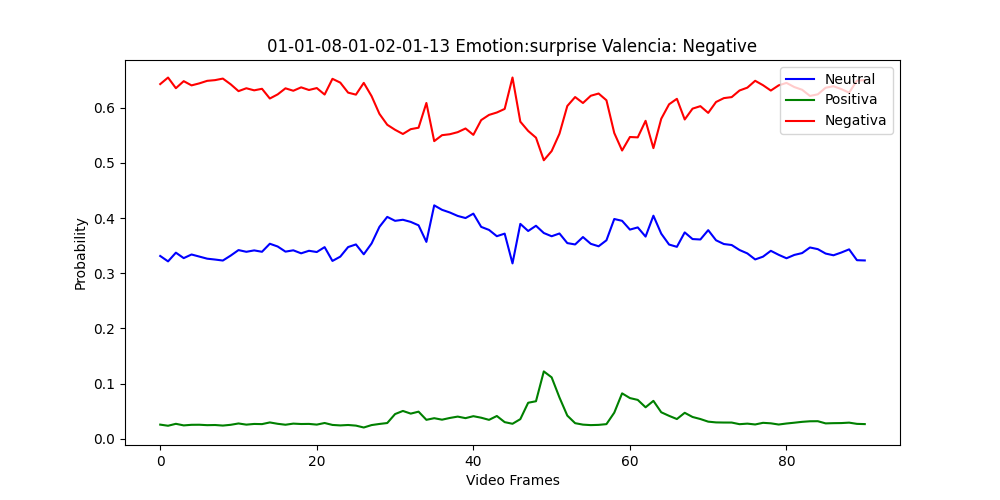 01-01-08-01-02-01-13 Emotion:surprise Valencia: Negative
Neutral
Positiva
Negativa
Probability
0.6
0.5
0.4
0.3
0.2
0.1
0.0
0 20 40 60 80
Video Frames